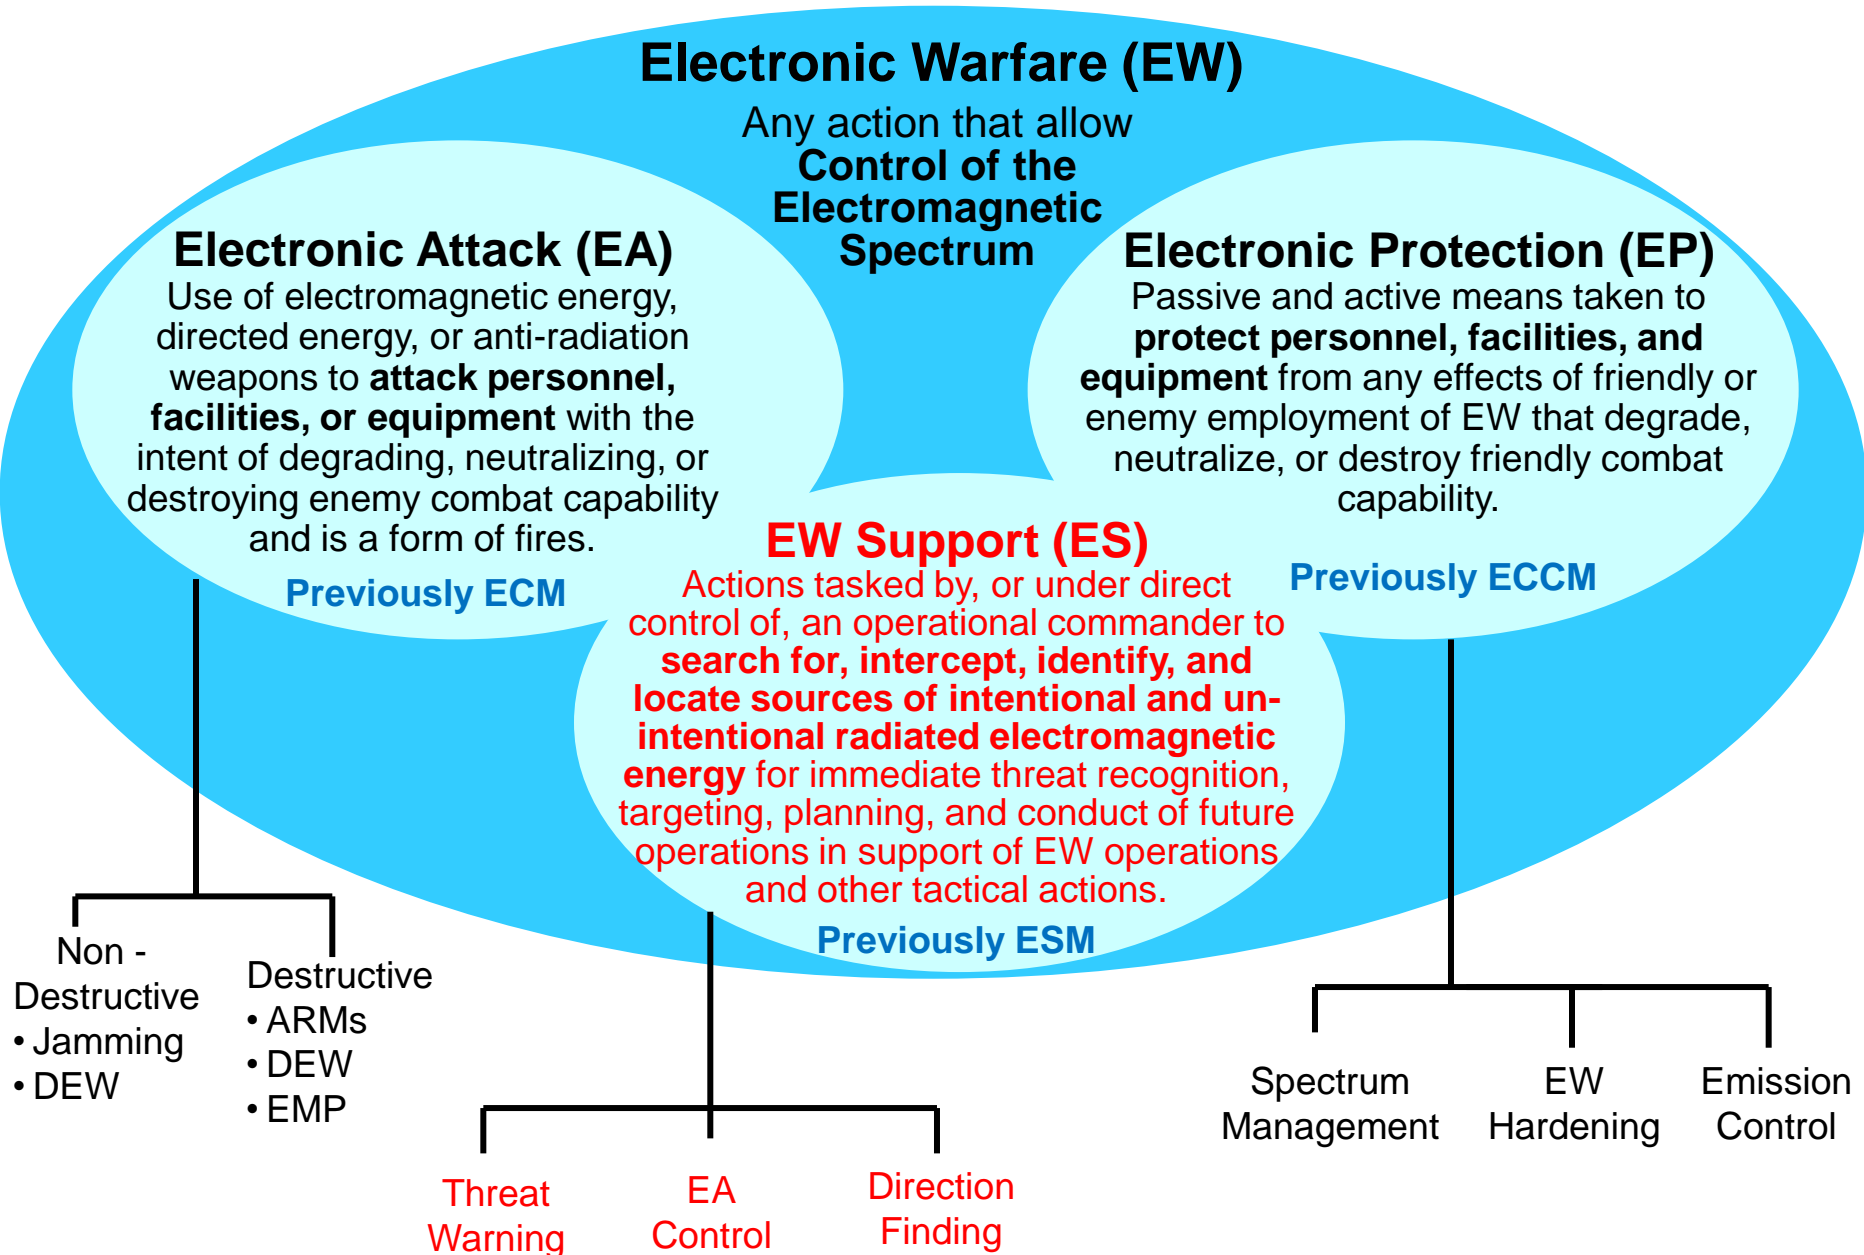 Electronic Warfare (EW)
Any action that allow
Control of the
Electromagnetic
Spectrum
Electronic Attack (EA)
Use of electromagnetic energy,
directed energy, or anti-radiation
weapons to attack personnel,
facilities, or equipment with the
intent of degrading, neutralizing, or
destroying enemy combat capability
and is a form of fires.
Previously ECM
Electronic Protection (EP)
Passive and active means taken to
protect personnel, facilities, and
equipment from any effects of friendly or
enemy employment of EW that degrade,
neutralize, or destroy friendly combat
capability.
Previously ECCM
EW Support (ES)
Actions tasked by, or under direct
control of, an operational commander to
search for, intercept, identify, and
locate sources of intentional and un-
intentional radiated electromagnetic
energy for immediate threat recognition,
targeting, planning, and conduct of future
operations in support of EW operations
and other tactical actions.
Previously ESM
Non -
Destructive
• Jamming
• DEW
Destructive
• ARMs
• DEW
• EMP
Threat
Warning
EA
Control
Direction
Finding
Spectrum
Management
EW
Hardening
Emission
Control